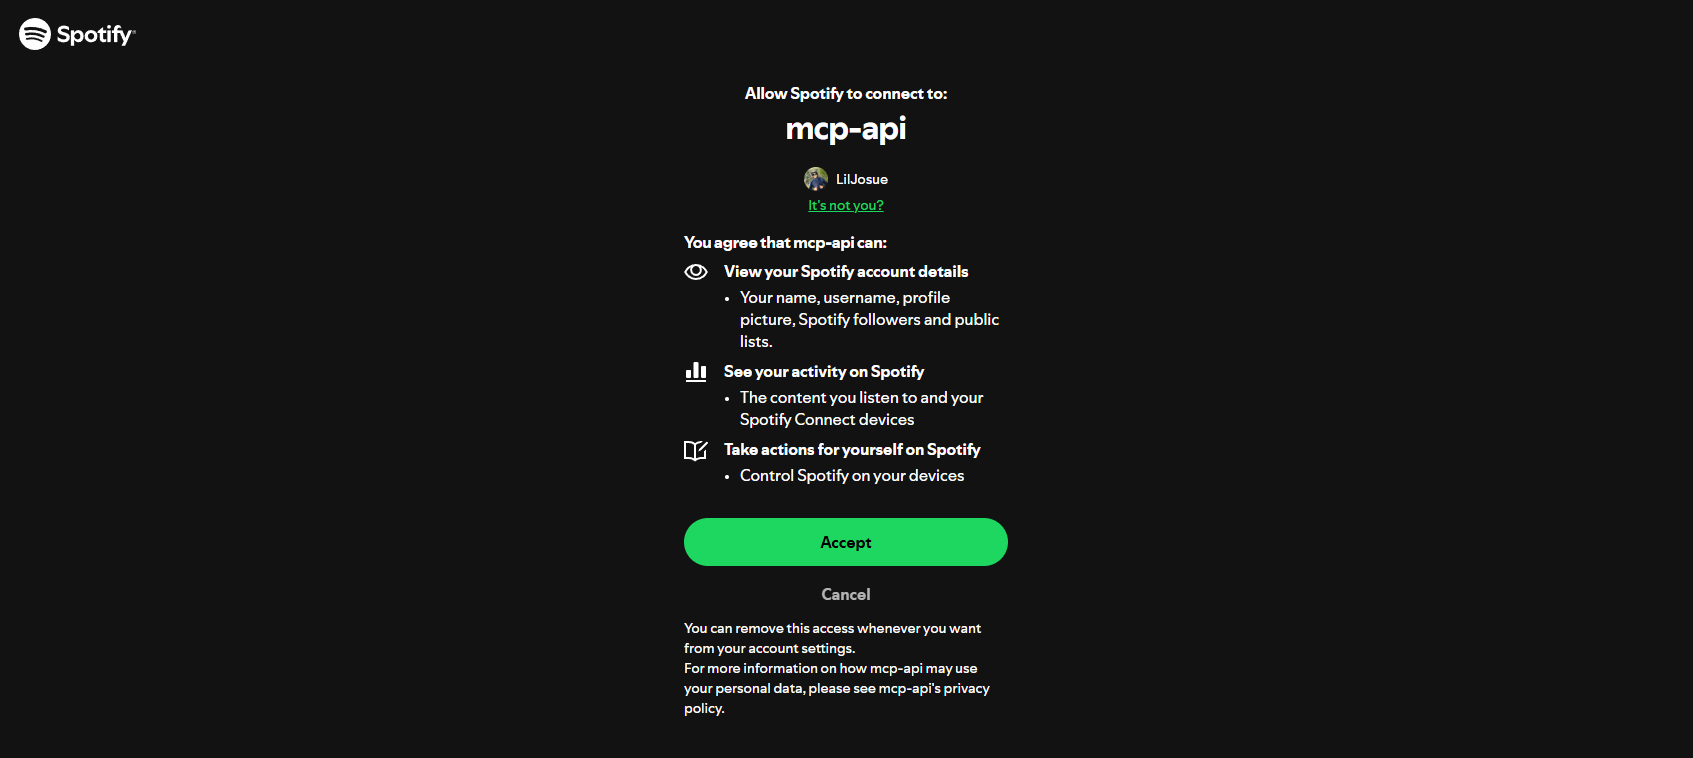 Spotify
Allow Spotify to connect to:
mcp-api
LilJosue
It's not you?
You agree that mcp-api can:
View your Spotify account details
• Your name, username, profile
picture, Spotify followers and public
lists.
See your activity on Spotify
• The content you listen to and your
Spotify Connect devices
Take actions for yourself on Spotify
• Control Spotify on your devices
Accept
Cancel
You can remove this access whenever you want
from your account settings.
For more information on how mcp-api may use
your personal data, please see mcp-api's privacy
policy.